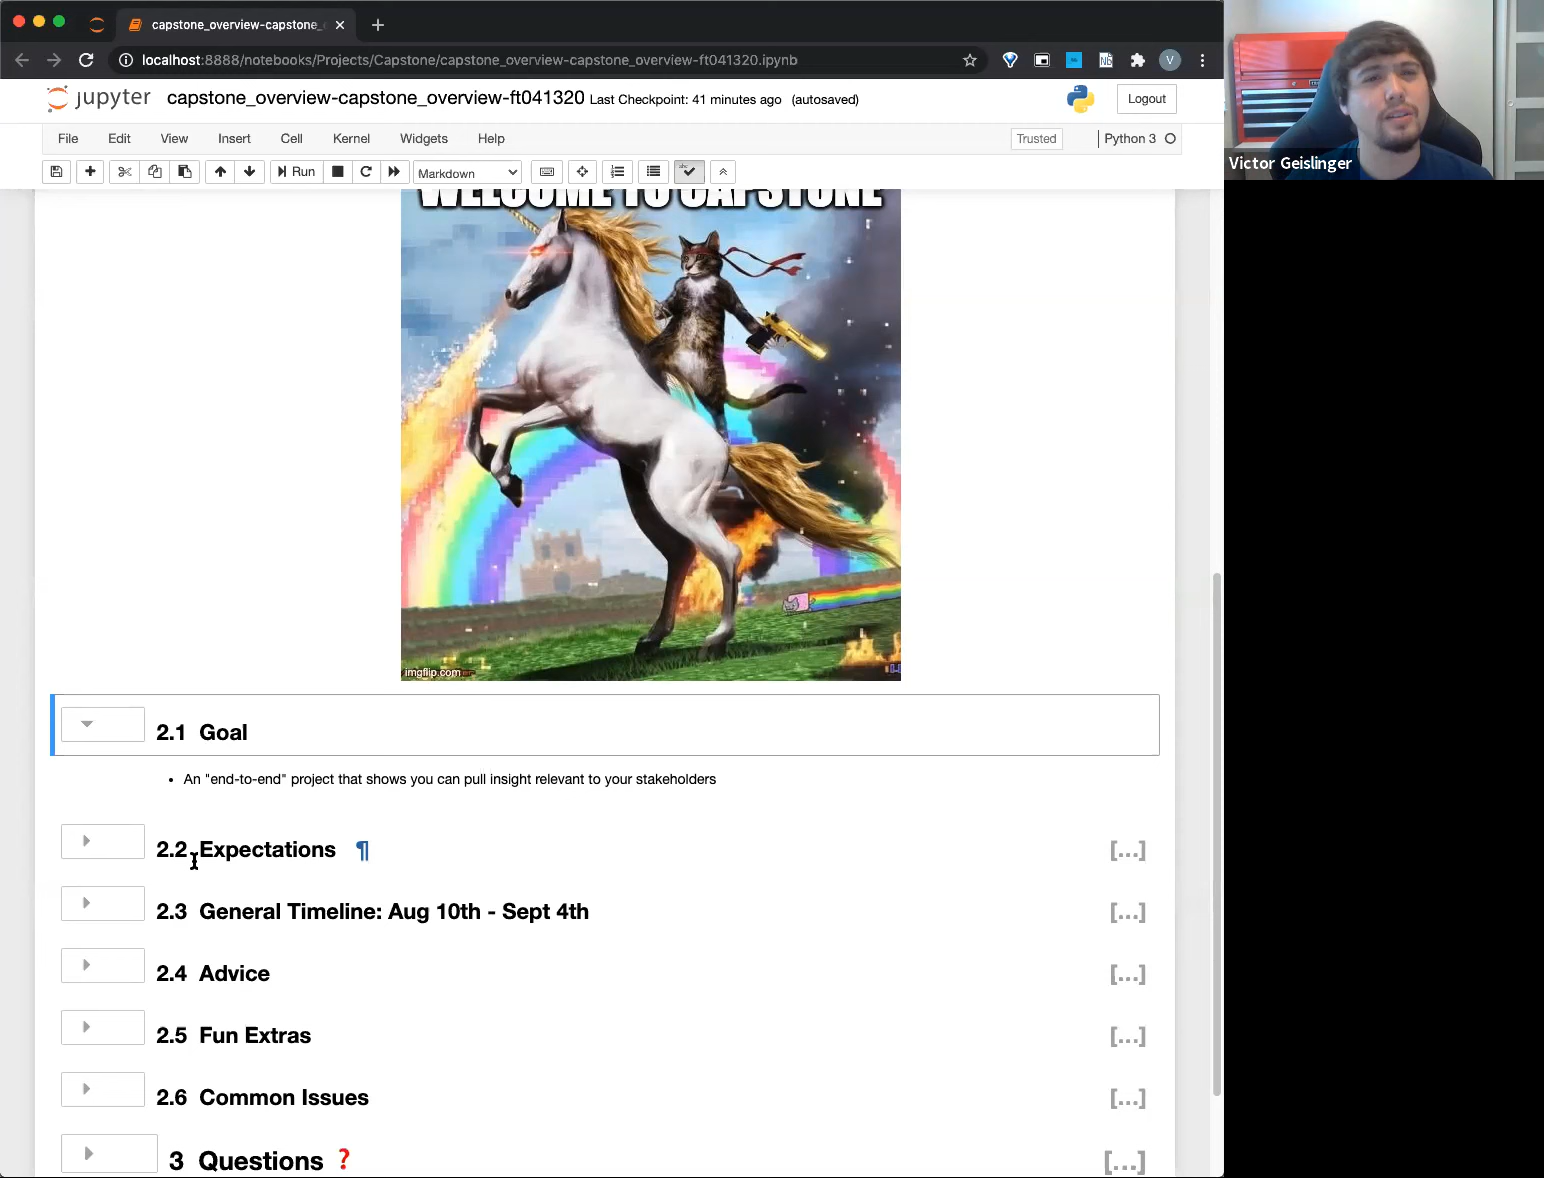 capstone_overview-capstone_
localhost:8888/notebooks/Projects/Capstone/capstone_overview-capstone_overview-ft041320.ipynb
V
jupyter capstone_overview-capstone_overview-ft041320 Last Checkpoint: 41 minutes ago (autosaved)
Logout
File Edit View Insert Cell Kernel Widgets Help
Trusted
Python 3
Run
Markdown
Victor Geislinger
WELCOME TO CAPSTONE
imgflip.com
2.1 Goal
• An "end-to-end" project that shows you can pull insight relevant to your stakeholders
2.2 Expectations ¶
[...]
2.3 General Timeline: Aug 10th - Sept 4th
[...]
2.4 Advice
[...]
2.5 Fun Extras
[...]
2.6 Common Issues
[...]
3 Questions ❓
[...]